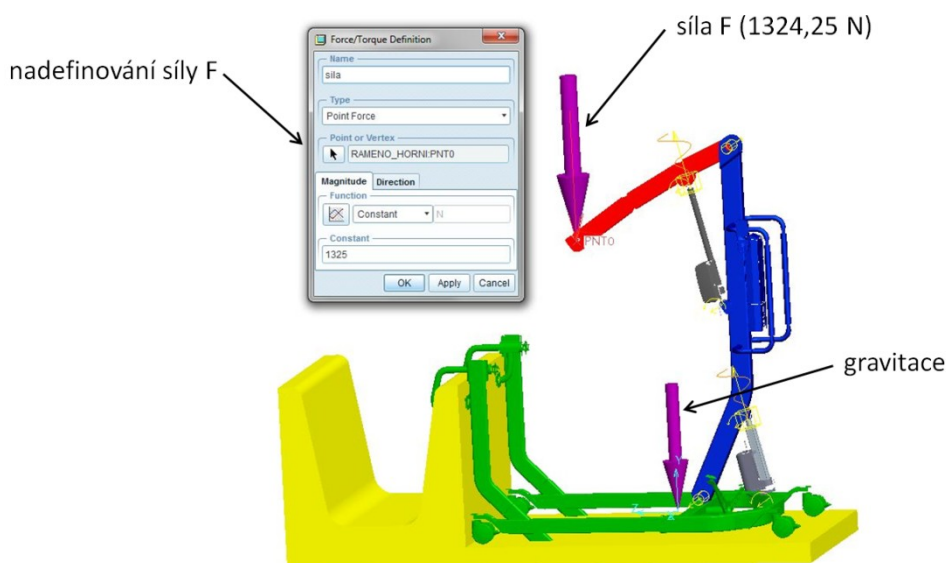 síla F (1324,25 N)
nadefinování síly F
Force/Torque Definition
Name
sila
Type
Point Force
Point or Vertex
RAMENO_HORNI:PNT0
Magnitude Direction
Function
Constant N
Constant
1325
OK Apply Cancel
PNT0
gravitace